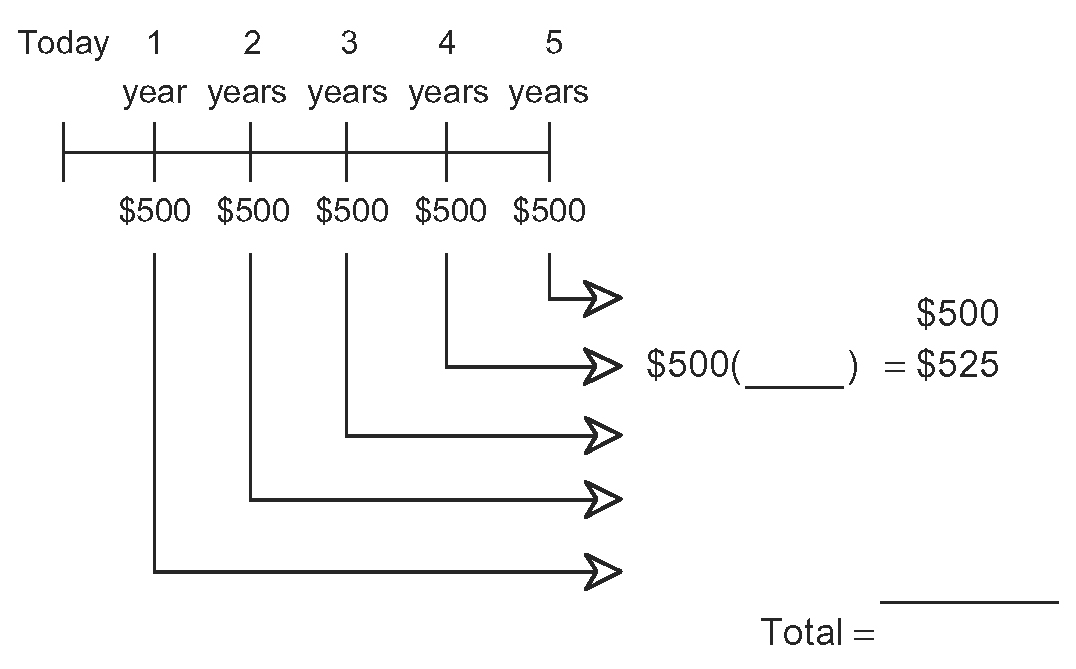 Today 1 2 3 4 5
year years years years years
$500 $500 $500 $500 $500
$500
$500(_____) = $525
Total =